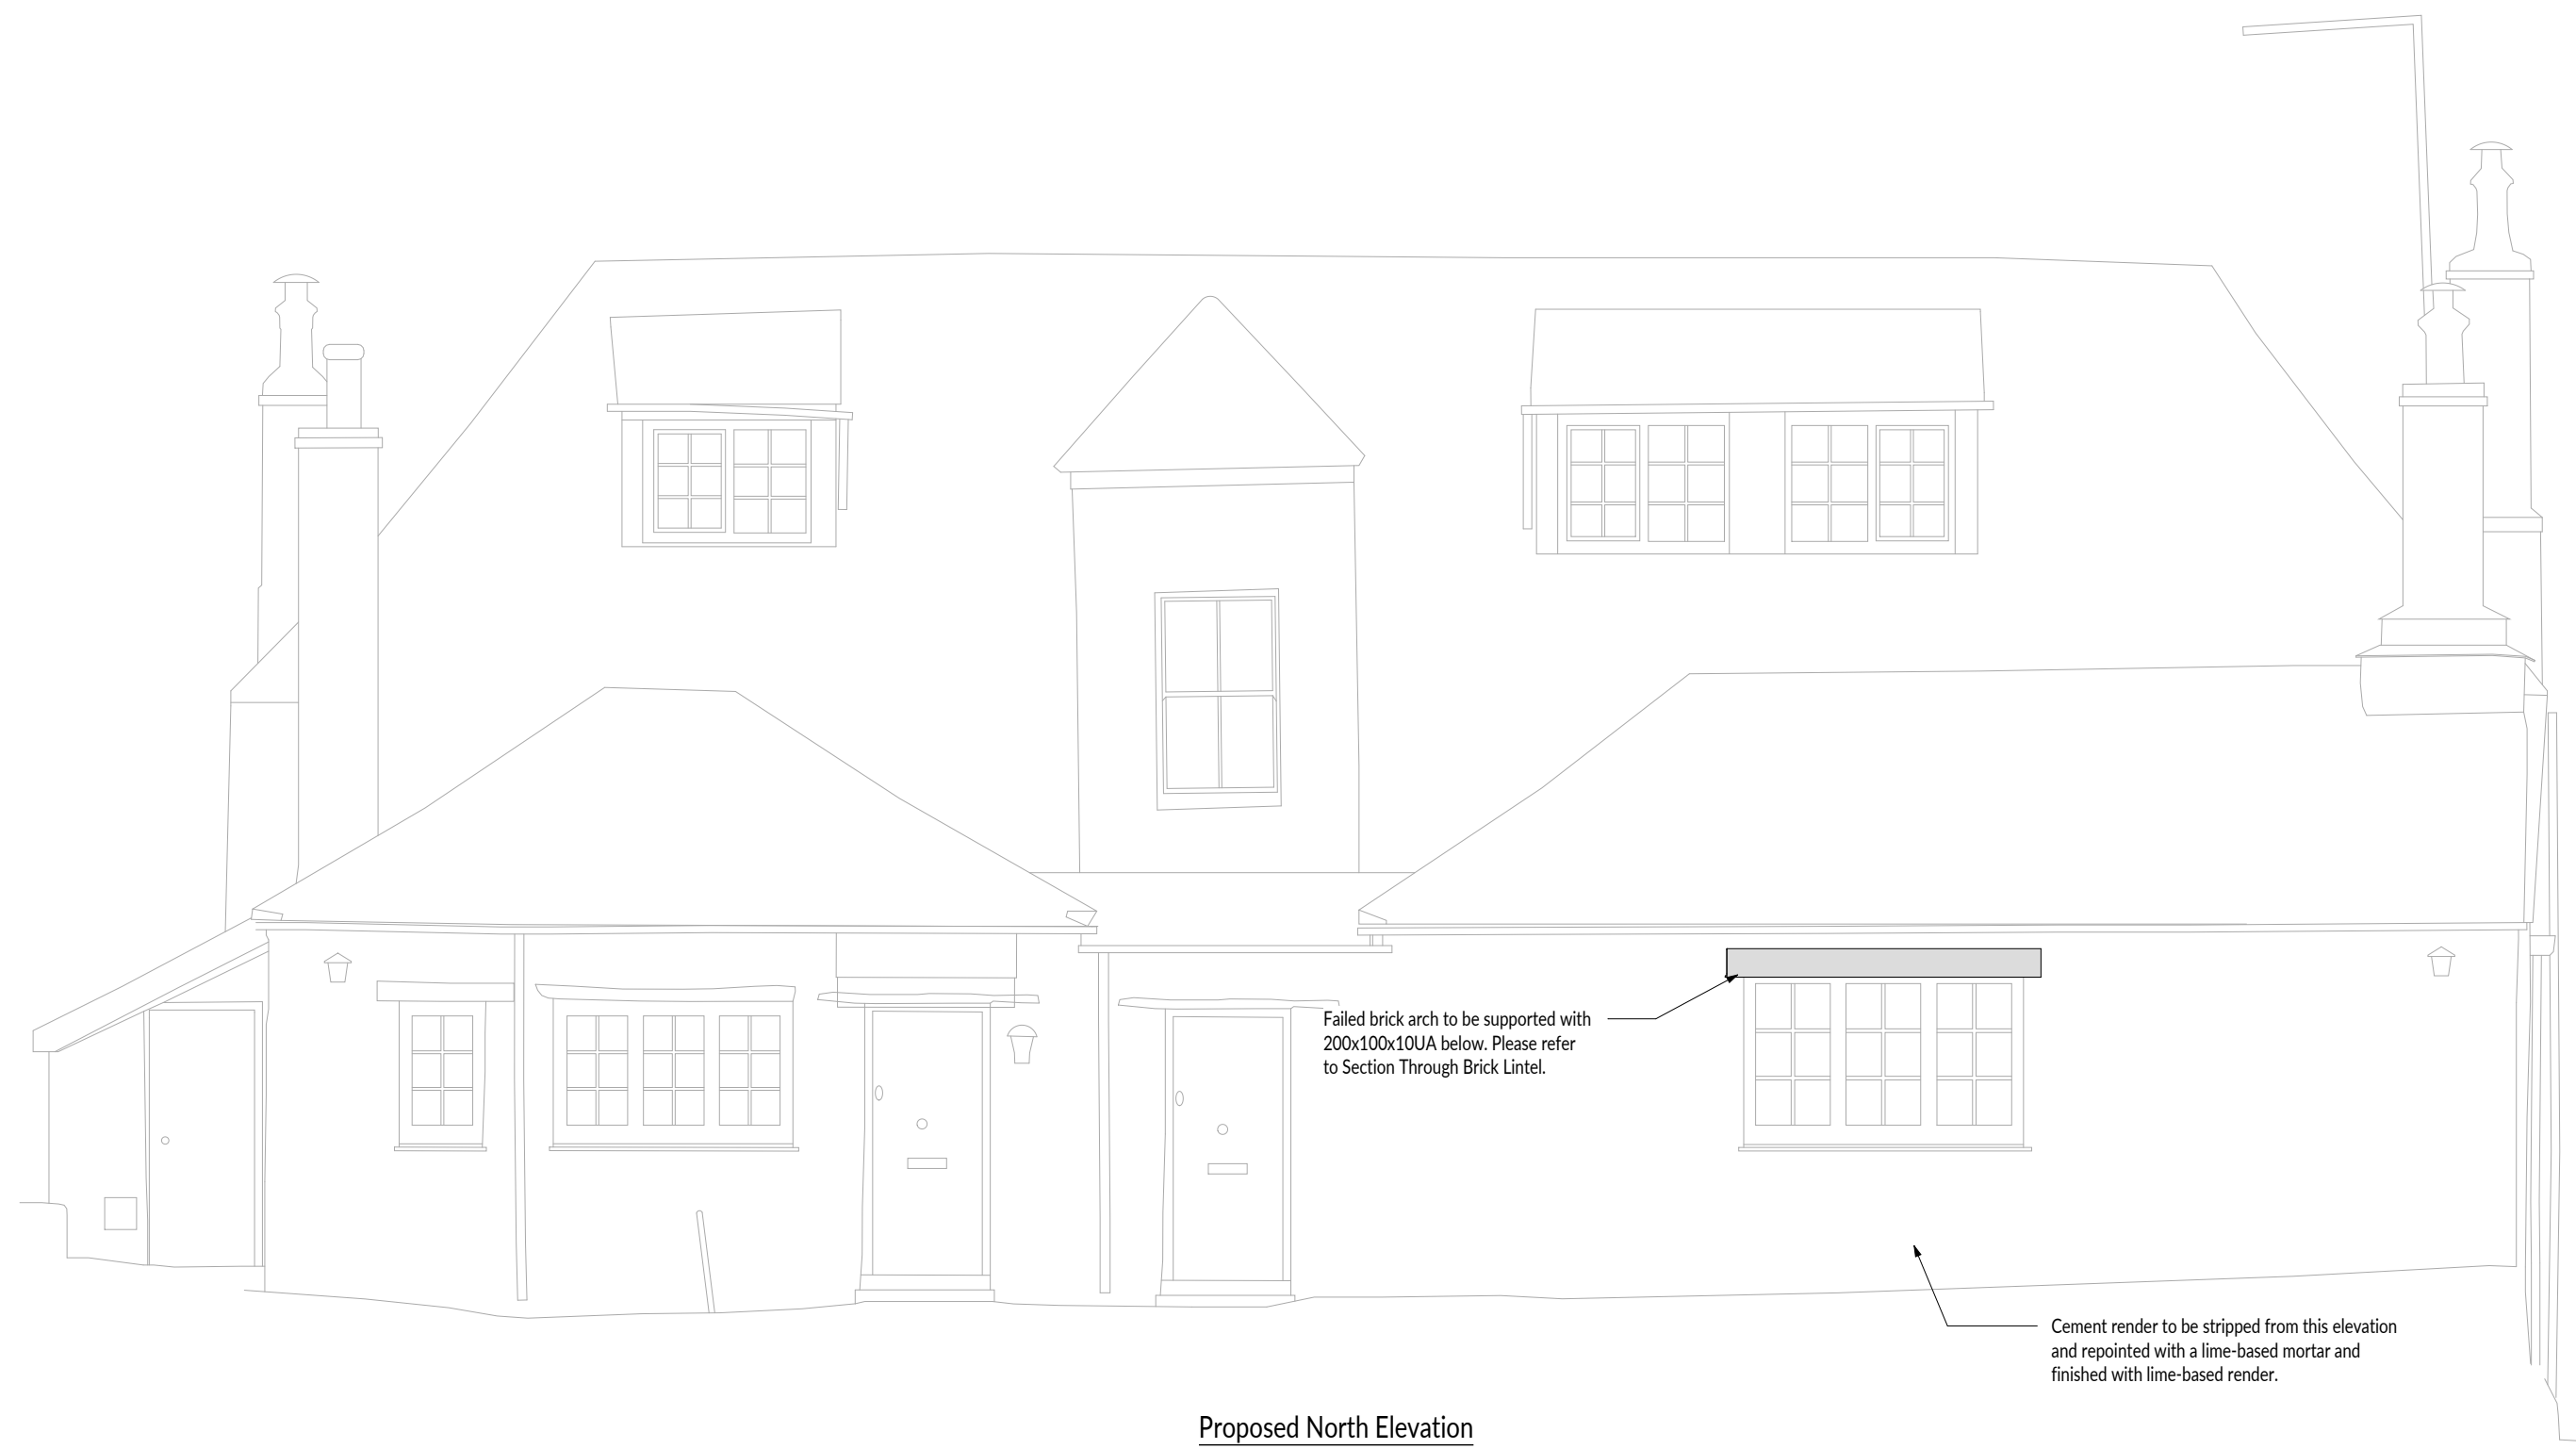 Failed brick arch to be supported with
200x100x10UA below. Please refer
to Section Through Brick Lintel.
Cement render to be stripped from this elevation
and repointed with a lime-based mortar and
finished with lime-based render.
Proposed North Elevation